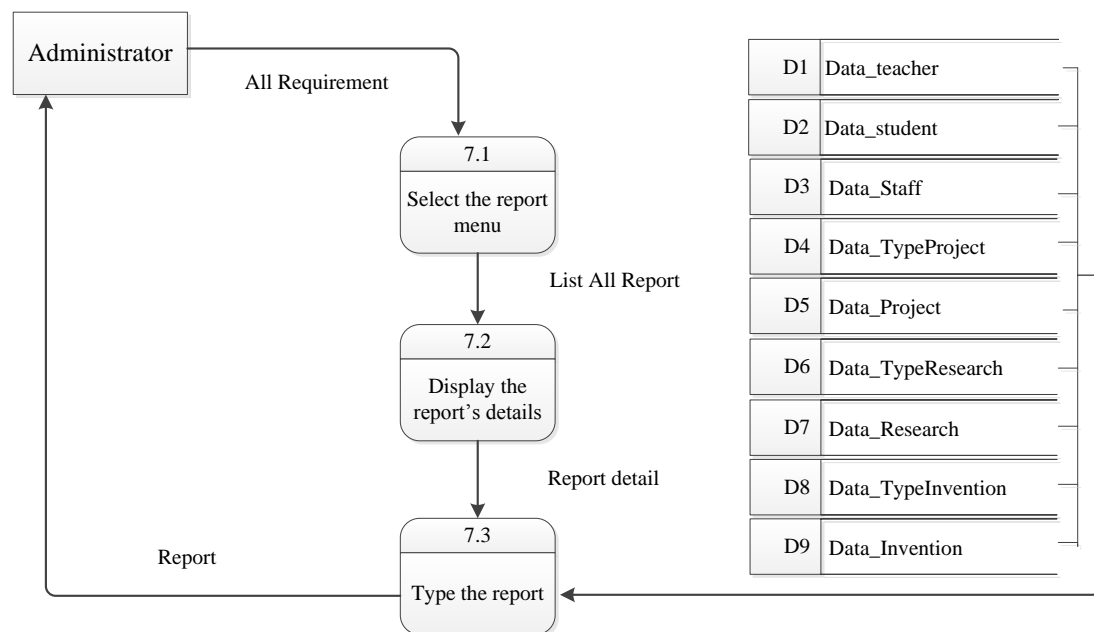 Administrator
All Requirement
7.1
Select the report
menu
List All Report
7.2
Display the
report’s details
Report detail
7.3
Type the report
Report
D1 Data_teacher
D2 Data_student
D3 Data_Staff
D4 Data_TypeProject
D5 Data_Project
D6 Data_TypeResearch
D7 Data_Research
D8 Data_TypeInvention
D9 Data_Invention